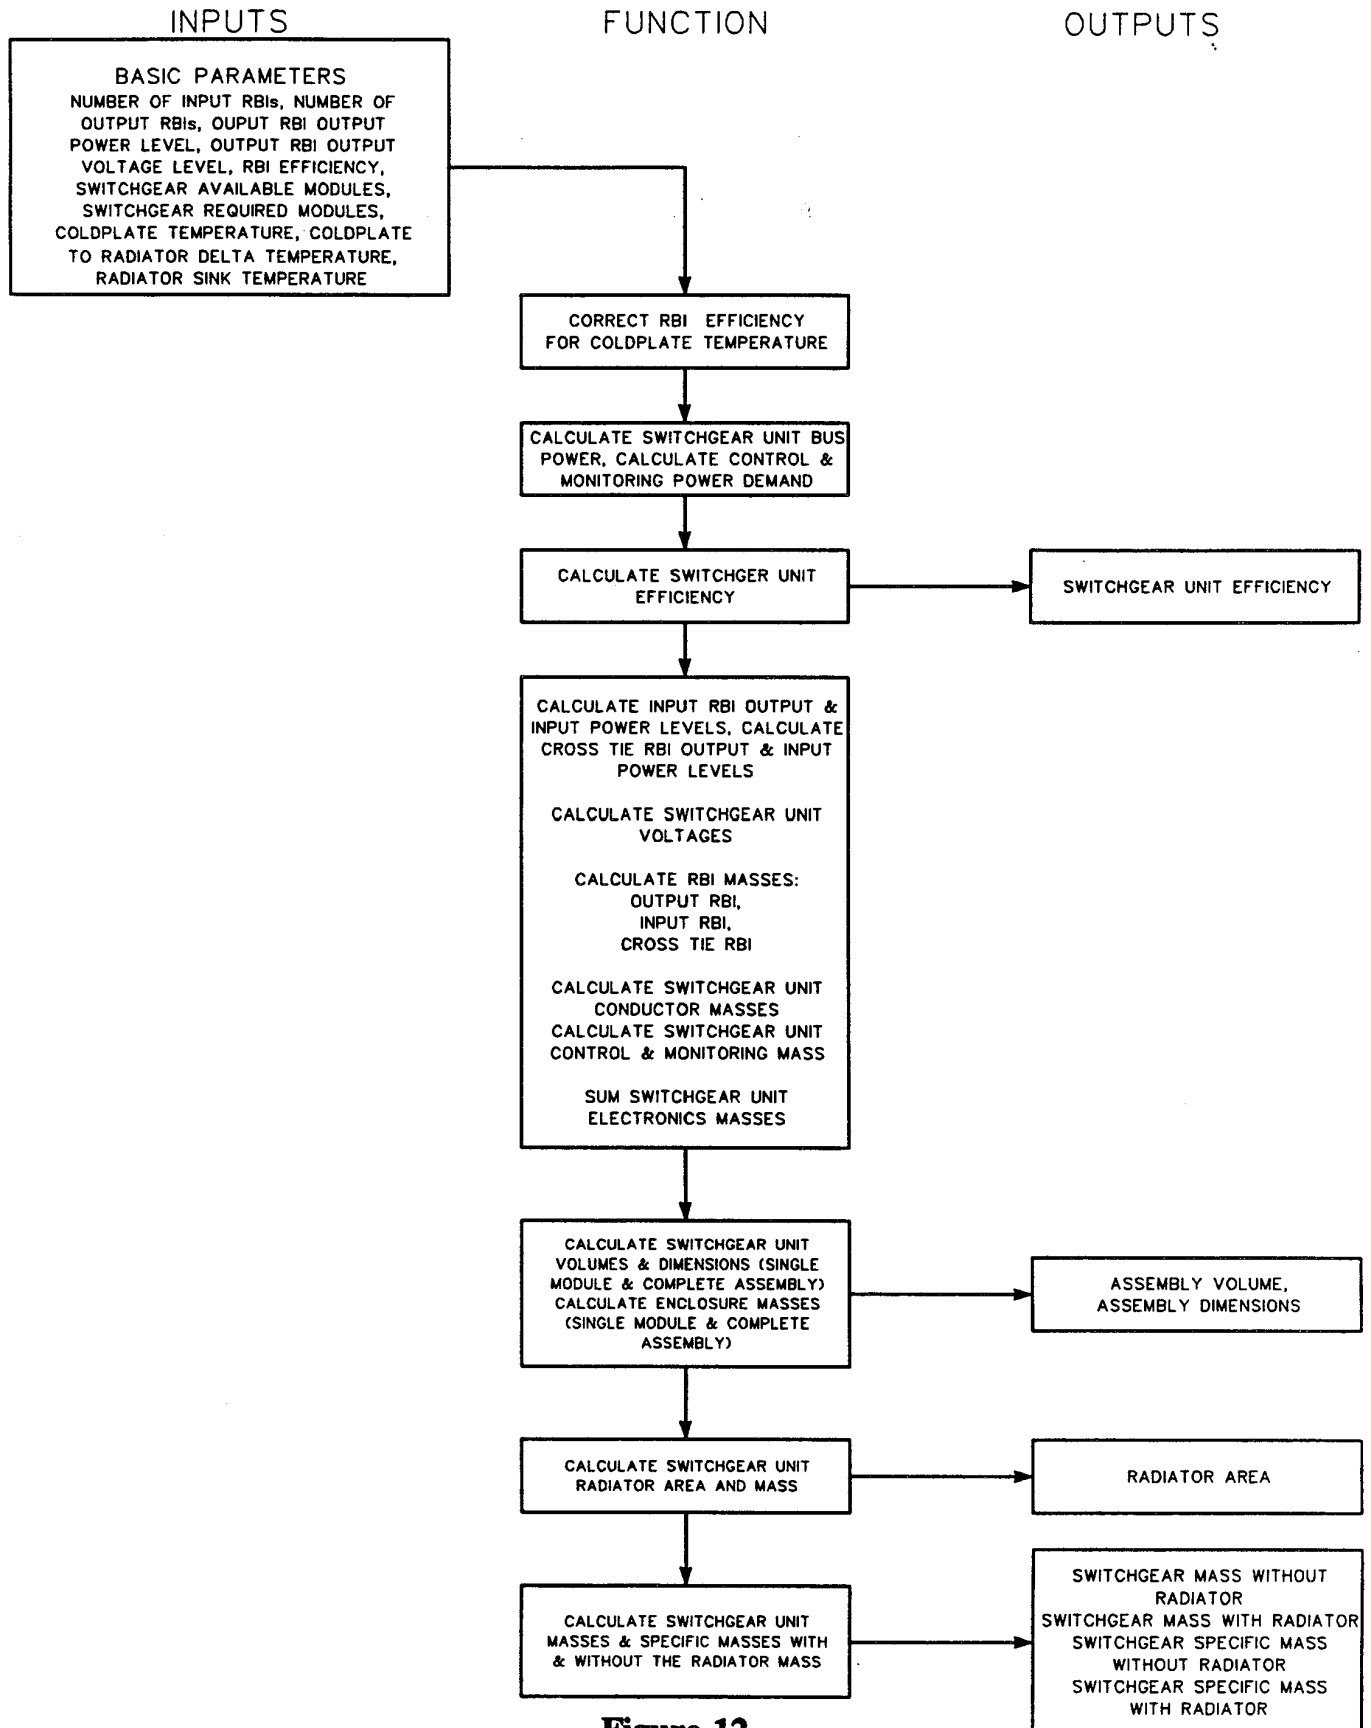 INPUTS
FUNCTION
OUTPUTS
BASIC PARAMETERS
NUMBER OF INPUT RBIs, NUMBER OF
OUTPUT RBIs, OUPUT RBI OUTPUT
POWER LEVEL, OUTPUT RBI OUTPUT
VOLTAGE LEVEL, RBI EFFICIENCY,
SWITCHGEAR AVAILABLE MODULES,
SWITCHGEAR REQUIRED MODULES,
COLDPLATE TEMPERATURE, COLDPLATE
TO RADIATOR DELTA TEMPERATURE,
RADIATOR SINK TEMPERATURE
CORRECT RBI EFFICIENCY
FOR COLDPLATE TEMPERATURE
CALCULATE SWITCHGEAR UNIT BUS
POWER, CALCULATE CONTROL &
MONITORING POWER DEMAND
CALCULATE SWITCHGER UNIT
EFFICIENCY
SWITCHGEAR UNIT EFFICIENCY
CALCULATE INPUT RBI OUTPUT &
INPUT POWER LEVELS, CALCULATE
CROSS TIE RBI OUTPUT & INPUT
POWER LEVELS
CALCULATE SWITCHGEAR UNIT
VOLTAGES
CALCULATE RBI MASSES:
OUTPUT RBI,
INPUT RBI,
CROSS TIE RBI
CALCULATE SWITCHGEAR UNIT
CONDUCTOR MASSES
CALCULATE SWITCHGEAR UNIT
CONTROL & MONITORING MASS
SUM SWITCHGEAR UNIT
ELECTRONICS MASSES
CALCULATE SWITCHGEAR UNIT
VOLUMES & DIMENSIONS (SINGLE
MODULE & COMPLETE ASSEMBLY)
CALCULATE ENCLOSURE MASSES
(SINGLE MODULE & COMPLETE
ASSEMBLY)
ASSEMBLY VOLUME,
ASSEMBLY DIMENSIONS
CALCULATE SWITCHGEAR UNIT
RADIATOR AREA AND MASS
RADIATOR AREA
CALCULATE SWITCHGEAR UNIT
MASSES & SPECIFIC MASSES WITH
& WITHOUT THE RADIATOR MASS
SWITCHGEAR MASS WITHOUT
RADIATOR
SWITCHGEAR MASS WITH RADIATOR
SWITCHGEAR SPECIFIC MASS
WITHOUT RADIATOR
SWITCHGEAR SPECIFIC MASS
WITH RADIATOR
Figure 12